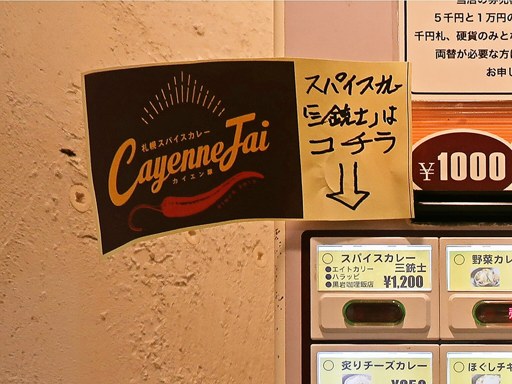 札幌スパイスカレー
CayenneJai
カイエン麟
スパイスカレー
「三銃士」は
コチラ
5千円と1万円の
千円札、硬貨のみとな
両替が必要な方に
お申し
¥1000
スパイスカレー
三銃士
●エイトカリー
●ハラッピ
●黒岩咖哩飯店
¥1,200
野菜カレ
炙りチーズカレー
ほぐしチキ